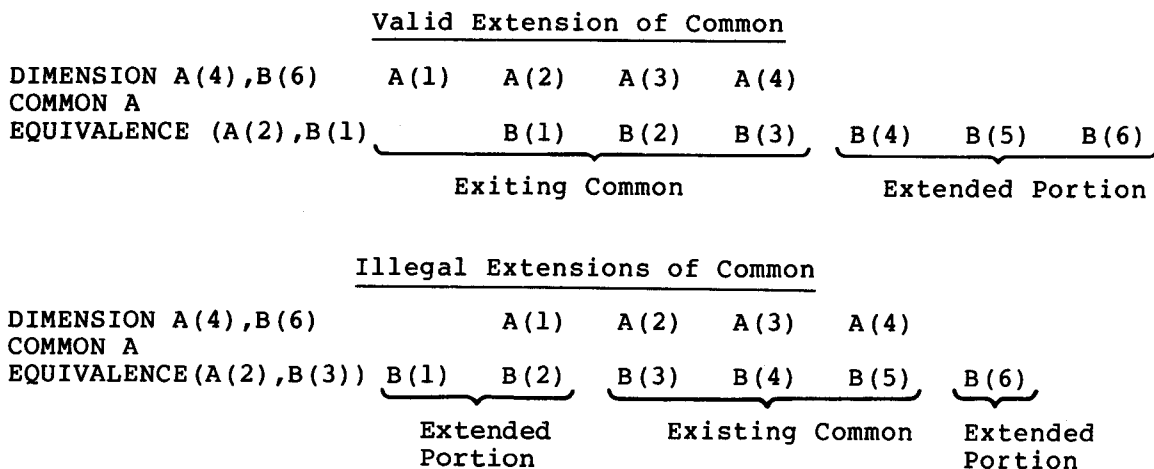 Valid Extension of Common
DIMENSION A(4),B(6) A(1) A(2) A(3) A(4)
COMMON A
EQUIVALENCE (A(2),B(1) B(1) B(2) B(3) B(4) B(5) B(6)
Exiting Common Extended Portion
Illegal Extensions of Common
DIMENSION A(4),B(6) A(1) A(2) A(3) A(4)
COMMON A
EQUIVALENCE(A(2),B(3)) B(1) B(2) B(3) B(4) B(5) B(6)
Extended Existing Common Extended
Portion Portion